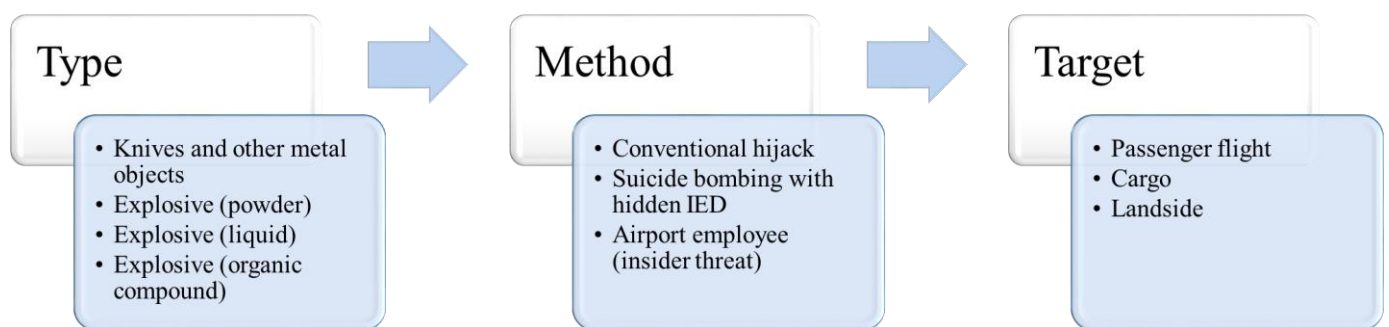 Type
• Knives and other metal
objects
• Explosive (powder)
• Explosive (liquid)
• Explosive (organic
compound)
Method
• Conventional hijack
• Suicide bombing with
hidden IED
• Airport employee
(insider threat)
Target
• Passenger flight
• Cargo
• Landside